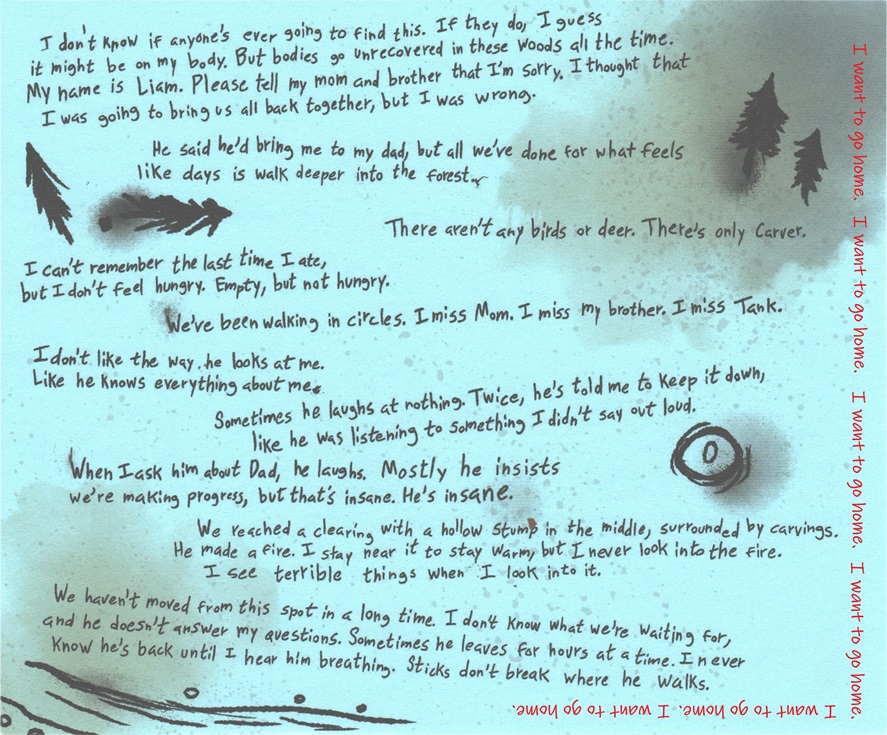 I don't know if anyone's ever going to find this. If they do, I guess
it might be on my body. But bodies go unrecovered in these woods all the time.
My name is Liam. Please tell my mom and brother that I'm sorry. I thought that
I was going to bring us all back together, but I was wrong.
He said he'd bring me to my dad, but all we've done for what feels
like days is walk deeper into the forest.
There aren't any birds or deer. There's only Carver.
I can't remember the last time I ate,
but I don't feel hungry. Empty, but not hungry.
We've been walking in circles. I miss Mom. I miss my brother. I miss Tank.
I don't like the way he looks at me.
Like he knows everything about me.
Sometimes he laughs at nothing. Twice, he's told me to keep it down,
like he was listening to something I didn't say out loud.
When I ask him about Dad, he laughs. Mostly he insists
we're making progress, but that's insane. He's insane.
We reached a clearing with a hollow stump in the middle, surrounded by carvings.
He made a fire. I stay near it to stay warm, but I never look into the fire.
I see terrible things when I look into it.
We haven't moved from this spot in a long time. I don't know what we're waiting for,
and he doesn't answer my questions. Sometimes he leaves for hours at a time. I never
know he's back until I hear him breathing. Sticks don't break where he walks.
I want to go home. I want to go home. I want to go home. I want to go home.
I want to go home. I want to go home.